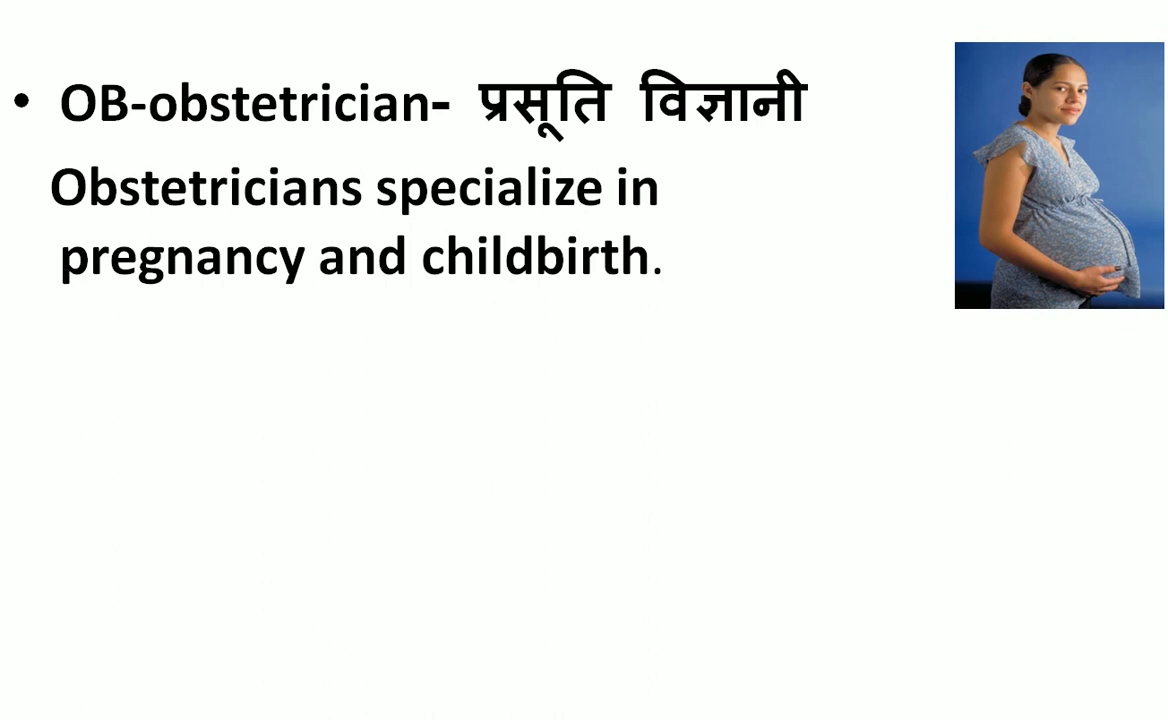 • OB-obstetrician- प्रसूति विज्ञानी
Obstetricians specialize in
pregnancy and childbirth.